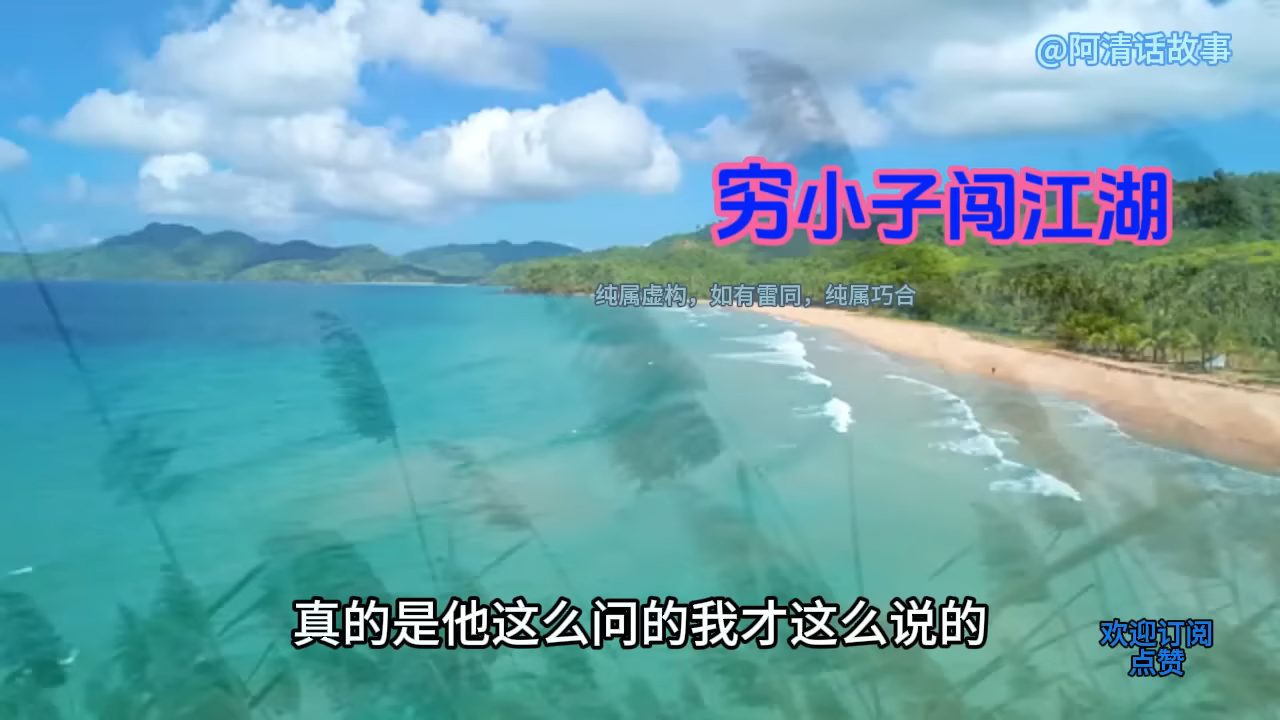 @阿清话故事
穷小子闯江湖
纯属虚构，如有雷同，纯属巧合
真的是他这么问的我才这么说的
欢迎订阅
点赞